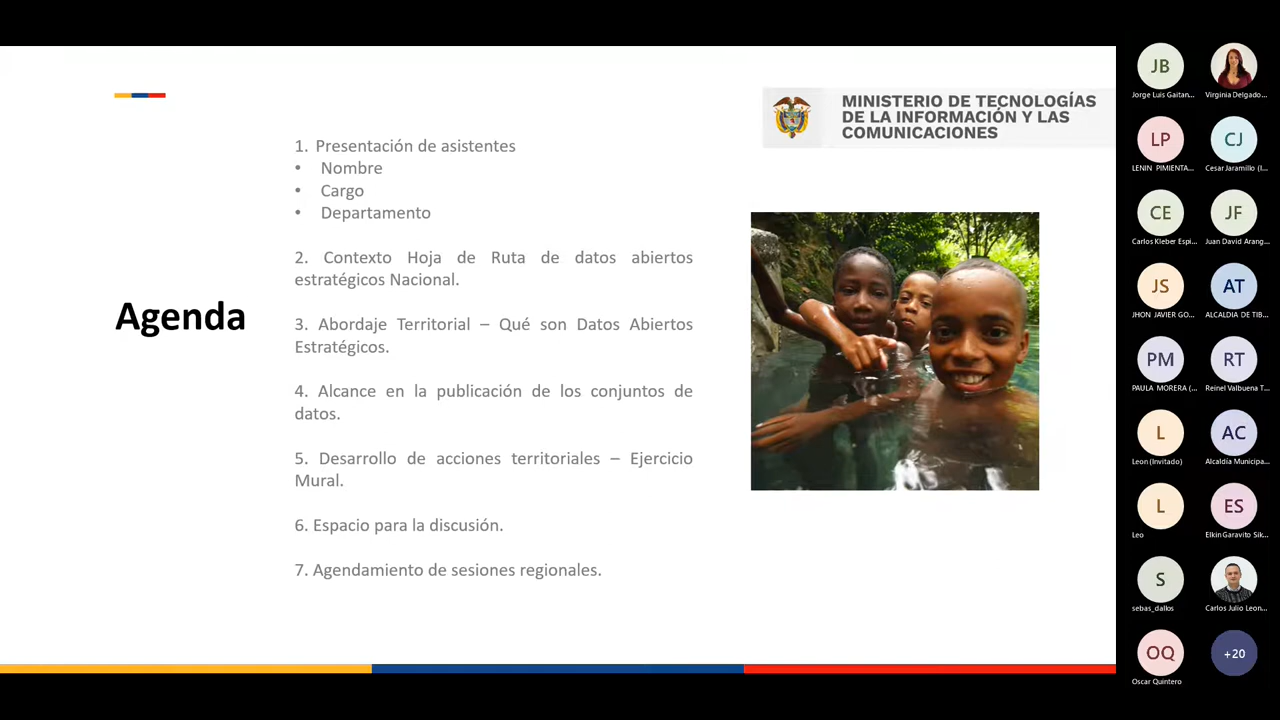 MINISTERIO DE TECNOLOGÍAS
DE LA INFORMACIÓN Y LAS
COMUNICACIONES
Agenda
1. Presentación de asistentes
• Nombre
• Cargo
• Departamento
2. Contexto Hoja de Ruta de datos abiertos
estratégicos Nacional.
3. Abordaje Territorial – Qué son Datos Abiertos
Estratégicos.
4. Alcance en la publicación de los conjuntos de
datos.
5. Desarrollo de acciones territoriales – Ejercicio
Mural.
6. Espacio para la discusión.
7. Agendamiento de sesiones regionales.
JB
Jorge Luis Gaitan...
Virginia Delgado...
LP
LENIN PIMIENTA...
CJ
Cesar Jaramillo (I...
CE
Carlos Kleber Espi...
JF
Juan David Arang...
JS
JHON JAVIER GO...
AT
ALCALDIA DE TIB...
PM
PAULA MORERA (...
RT
Reinel Valbuena T...
L
Leon (Invitado)
AC
Alcaldía Municipa...
L
Leo
ES
Elkin Garavito Sik...
S
sebas_dallos
Carlos Julio Leon...
OQ
Oscar Quintero
+20